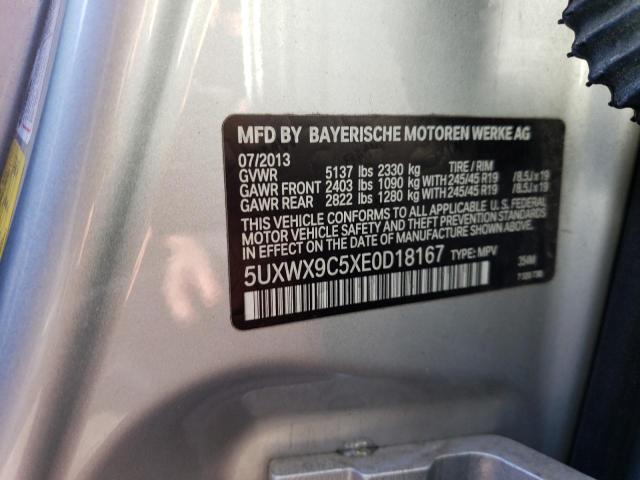 MFD BY BAYERISCHE MOTOREN WERKE AG
07/2013
GVWR 5137 lbs 2330 kg TIRE / RIM
GAWR FRONT 2403 lbs 1090 kg WITH 245/45 R19 /8.5J x 19
GAWR REAR 2822 lbs 1280 kg WITH 245/45 R19 /8.5J x 19
THIS VEHICLE CONFORMS TO ALL APPLICABLE U.S. FEDERAL
MOTOR VEHICLE SAFETY AND THEFT PREVENTION
STANDARDS IN EFFECT ON THE DATE OF MANUFACTURE SHOWN ABOVE.
5UXWX9C5XE0D18167 TYPE: MPV